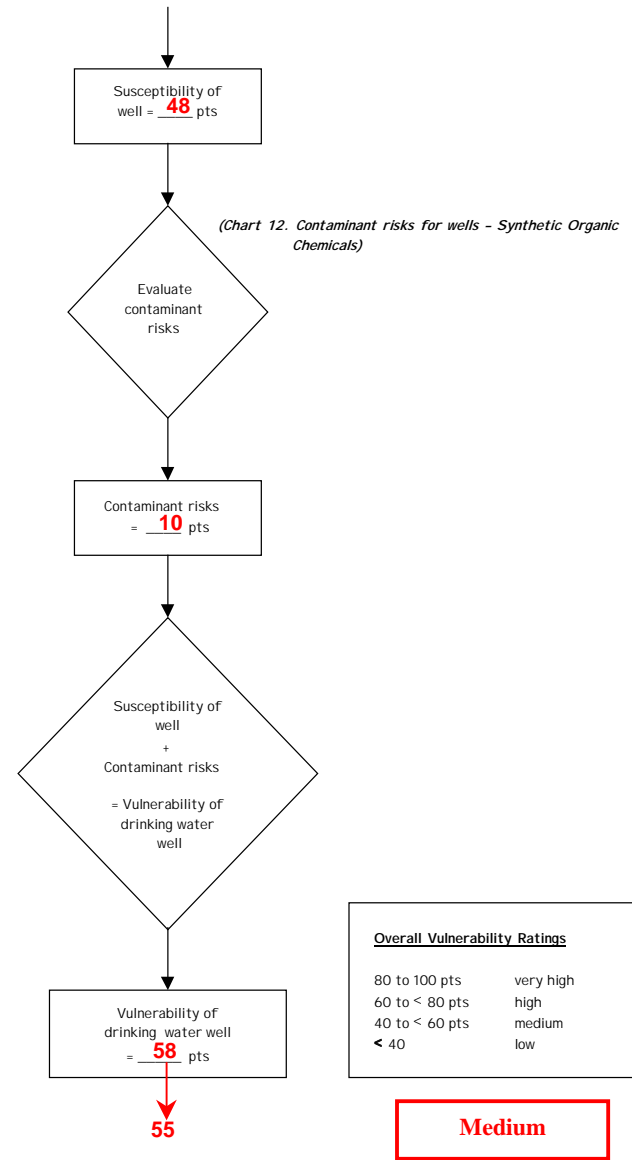 Susceptibility of
well = 48 pts
(Chart 12. Contaminant risks for wells – Synthetic Organic
Chemicals)
Evaluate
contaminant
risks
Contaminant risks
= 10 pts
Susceptibility of
well
+
Contaminant risks
= Vulnerability of
drinking water
well
Vulnerability of
drinking water well
= 58 pts
55
Overall Vulnerability Ratings
80 to 100 pts very high
60 to < 80 pts high
40 to < 60 pts medium
< 40 low
Medium